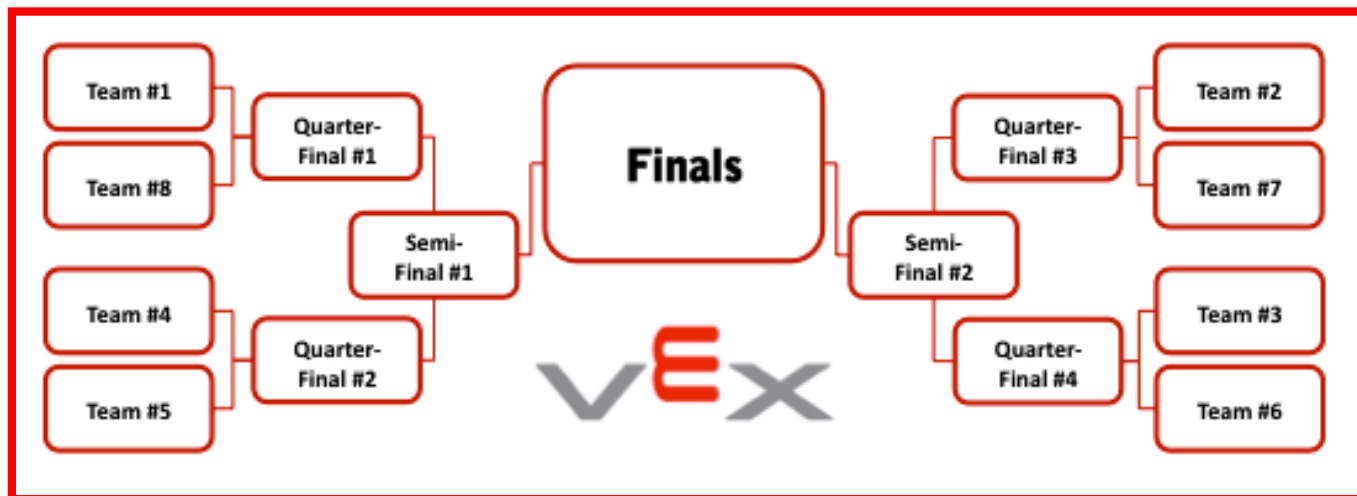 Team #1
Team #8
Quarter-
Final #1
Team #4
Team #5
Quarter-
Final #2
Semi-
Final #1
Finals
Semi-
Final #2
Quarter-
Final #3
Team #2
Team #7
Quarter-
Final #4
Team #3
Team #6
VEX